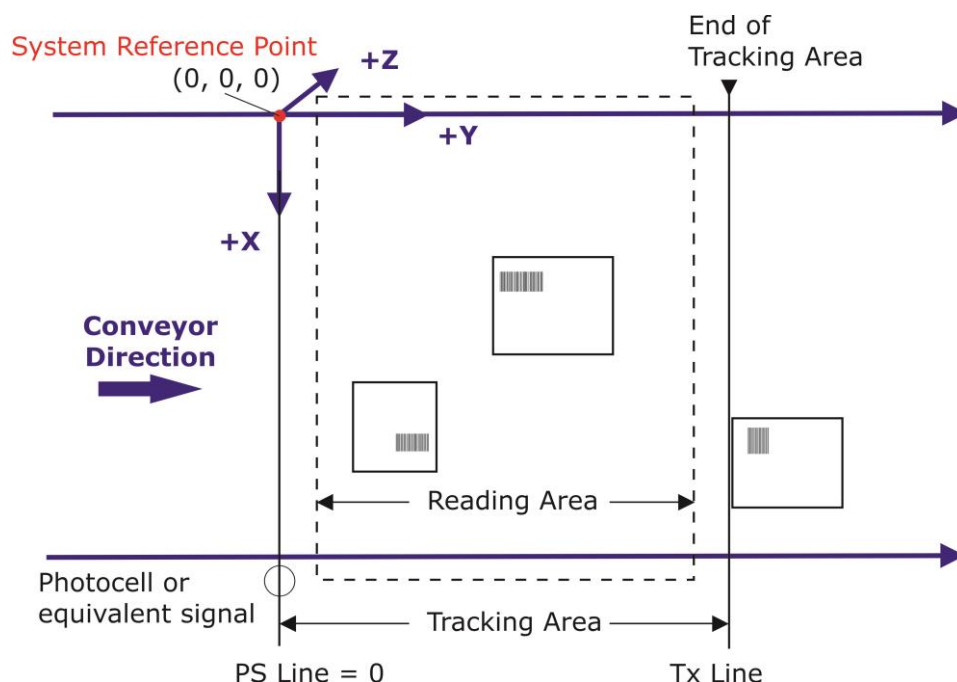 System Reference Point
(0, 0, 0)
+Z
+Y
+X
End of
Tracking Area
Conveyor
Direction
Reading Area
Photocell or
equivalent signal
Tracking Area
PS Line = 0
Tx Line